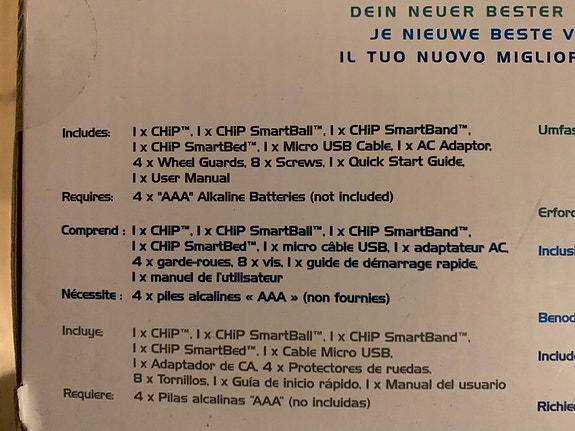 DEIN NEUER BESTER
JE NIEUWE BESTE V
IL TUO NUOVO MIGLIOR
Includes: 1 x CHiP™, 1 x CHiP SmartBall™, 1 x CHiP SmartBand™,
1 x CHiP SmartBed™, 1 x Micro USB Cable, 1 x AC Adaptor,
4 x Wheel Guards, 8 x Screws, 1 x Quick Start Guide,
1 x User Manual
Requires: 4 x "AAA" Alkaline Batteries (not included)
Comprend : 1 x CHiP™, 1 x CHiP SmartBall™, 1 x CHiP SmartBand™,
1 x CHiP SmartBed™, 1 x micro câble USB, 1 x adaptateur AC,
4 x garde-roues, 8 x vis, 1 x guide de démarrage rapide,
1 x manuel de l'utilisateur
Nécessite : 4 x piles alcalines « AAA » (non fournies)
Incluye: 1 x CHiP™, 1 x CHiP SmartBall™, 1 x CHiP SmartBand™,
1 x CHiP SmartBed™, 1 x Cable Micro USB,
1 x Adaptador de CA, 4 x Protectores de ruedas,
8 x Tornillos, 1 x Guía de inicio rápido, 1 x Manual del usuario
Requiere: 4 x Pilas alcalinas "AAA" (no incluidas)
Umfas
Erford
Inclusi
Benod
Include
Richied